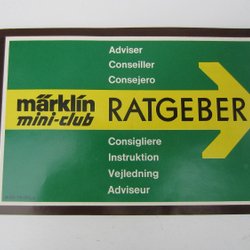 Adviser
Conseiller
Consejero
märklin
mini-club
RATGEBER
Consigliere
Instruktion
Vejledning
Adviseur